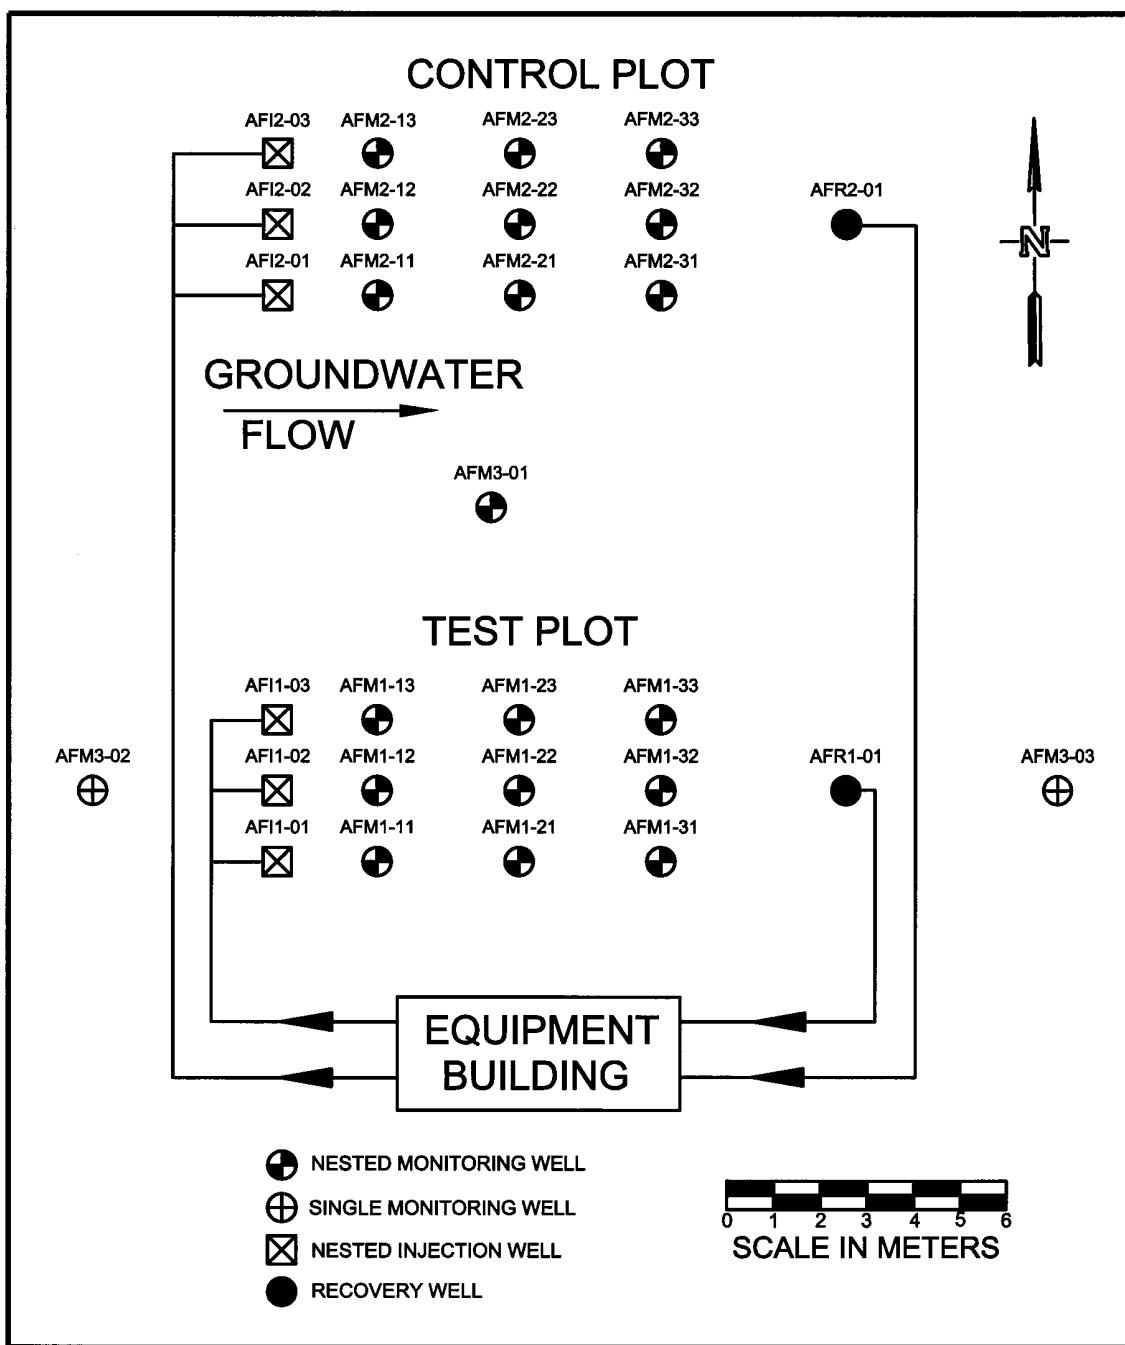 CONTROL PLOT
AFI2-03 AFM2-13 AFM2-23 AFM2-33
AFI2-02 AFM2-12 AFM2-22 AFM2-32 AFR2-01
AFI2-01 AFM2-11 AFM2-21 AFM2-31
N
GROUNDWATER
FLOW
AFM3-01
TEST PLOT
AFI1-03 AFM1-13 AFM1-23 AFM1-33
AFM3-02 AFI1-02 AFM1-12 AFM1-22 AFM1-32 AFR1-01 AFM3-03
AFI1-01 AFM1-11 AFM1-21 AFM1-31
EQUIPMENT
BUILDING
NESTED MONITORING WELL
SINGLE MONITORING WELL
NESTED INJECTION WELL
RECOVERY WELL
0 1 2 3 4 5 6
SCALE IN METERS